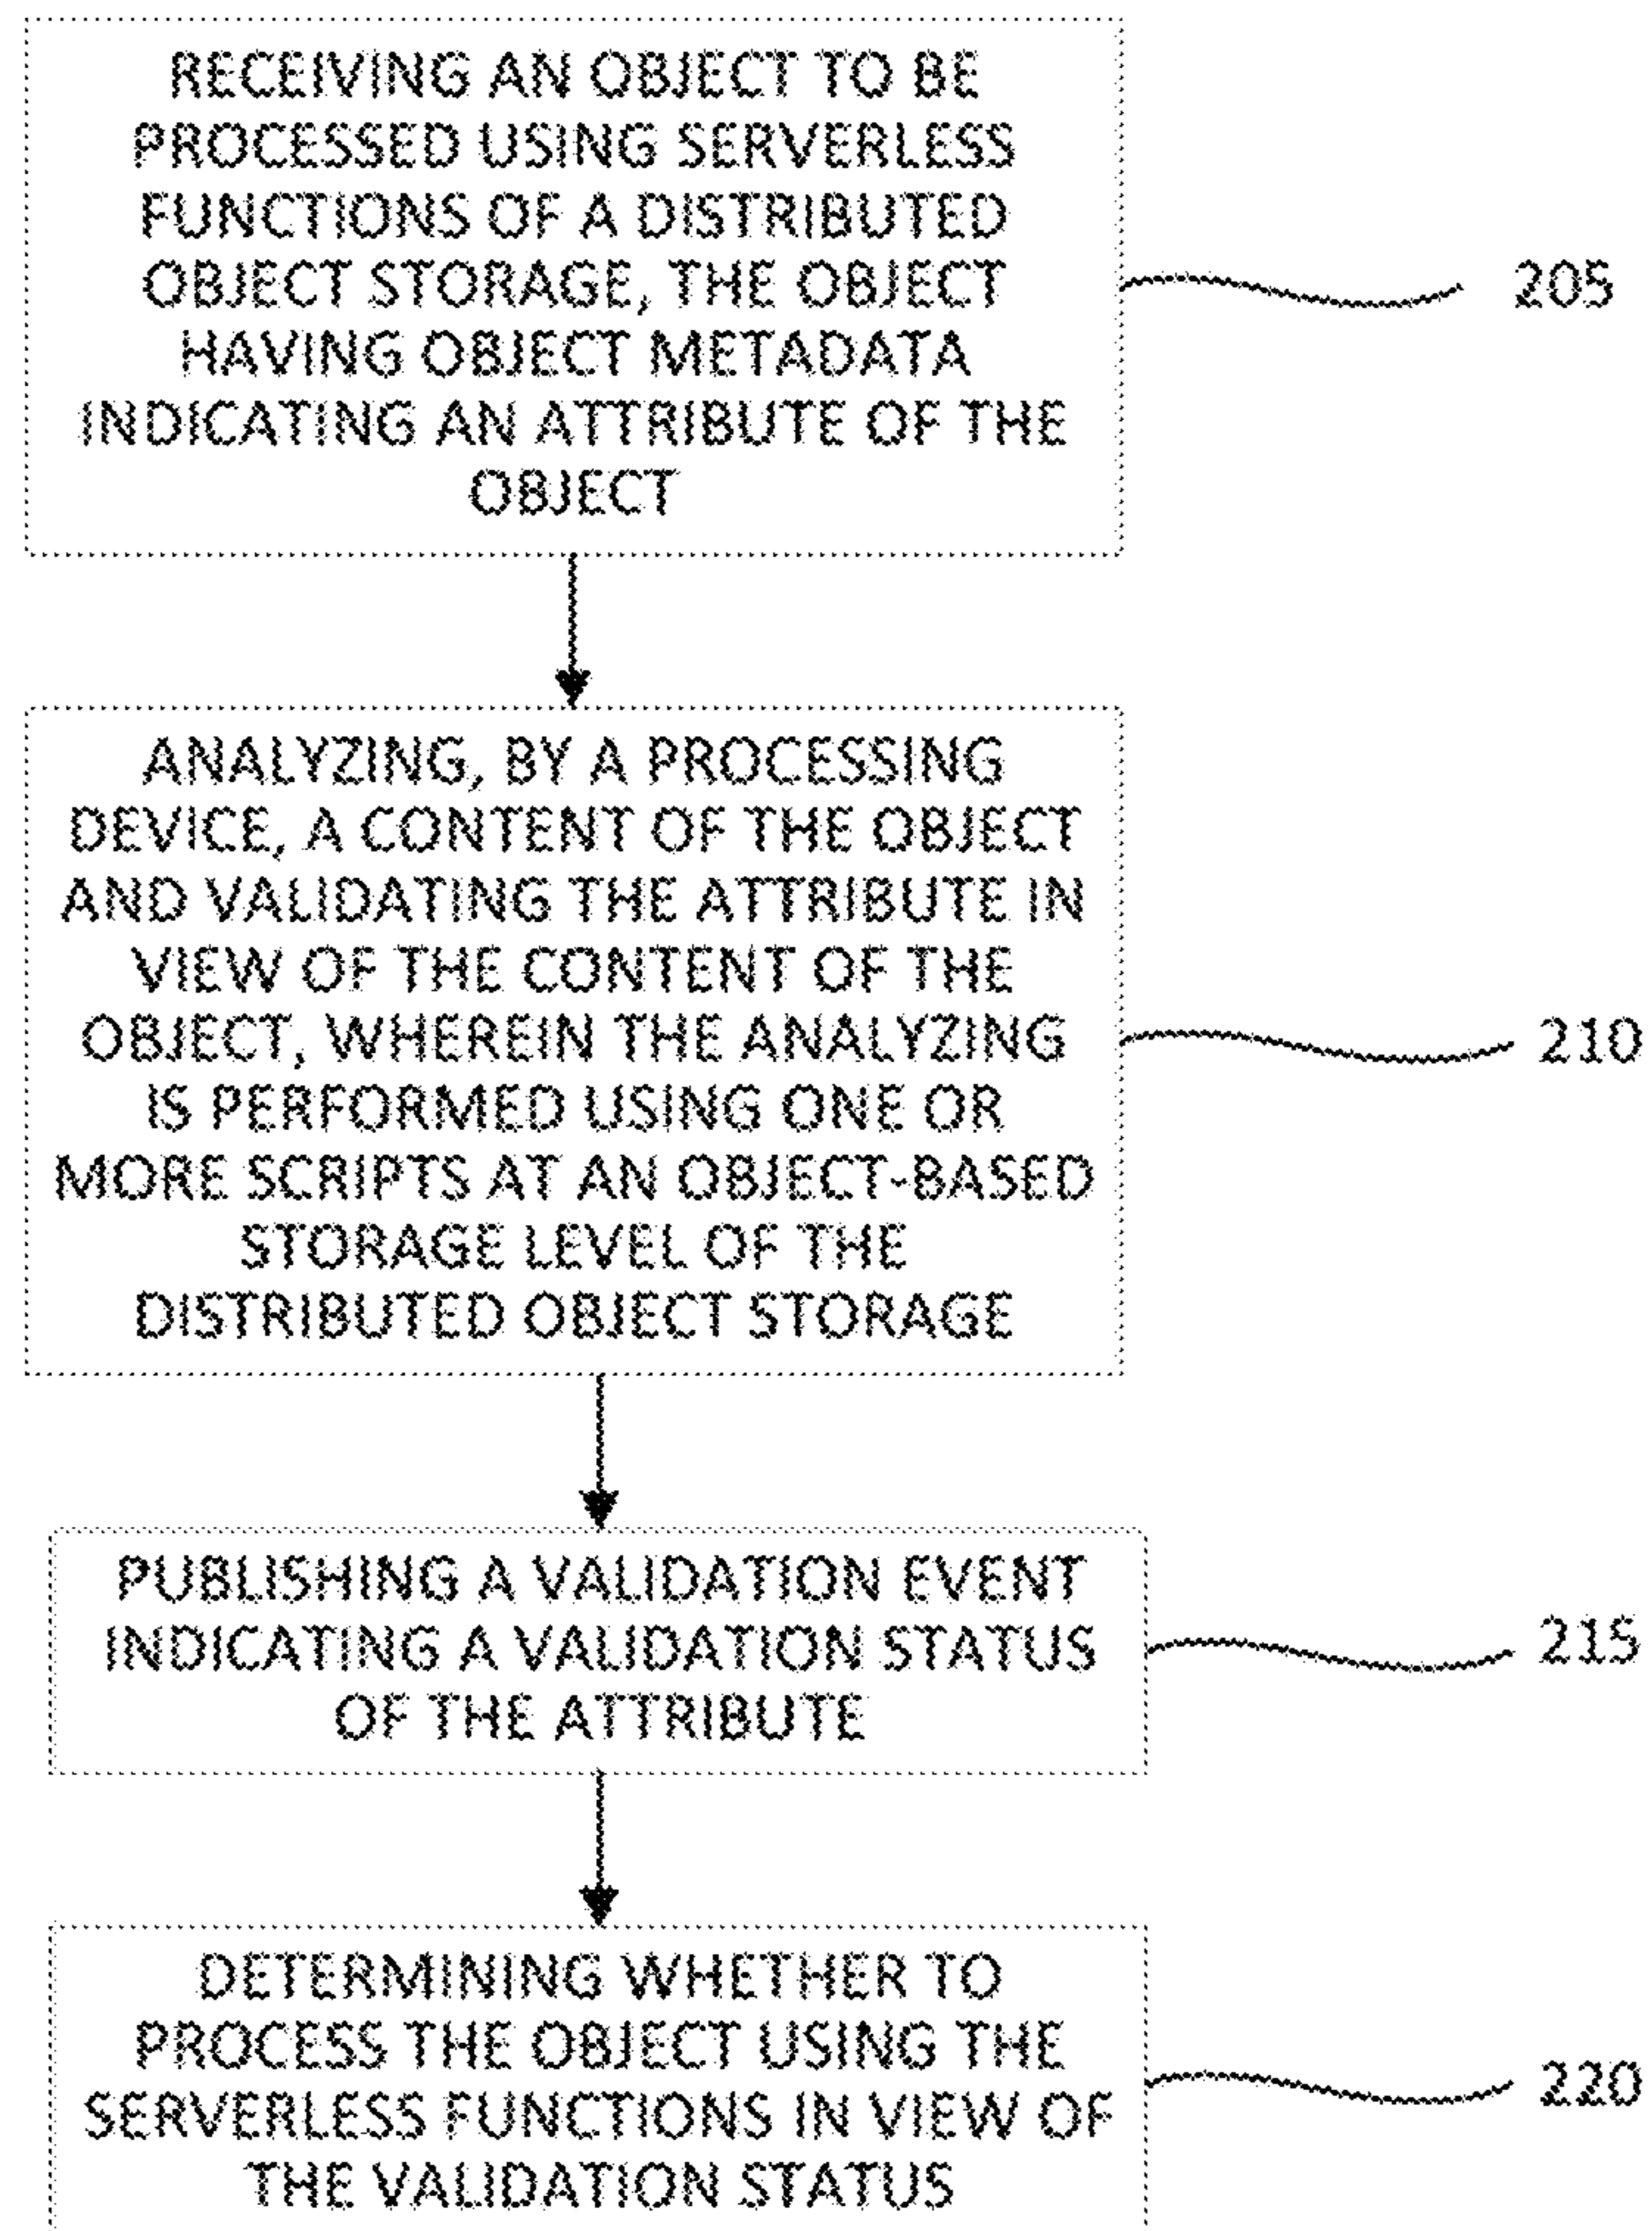 RECEIVING AN OBJECT TO BE
PROCESSED USING SERVERLESS
FUNCTIONS OF A DISTRIBUTED
OBJECT STORAGE, THE OBJECT
HAVING OBJECT METADATA
INDICATING AN ATTRIBUTE OF THE
OBJECT
205
ANALYZING, BY A PROCESSING
DEVICE, A CONTENT OF THE OBJECT
AND VALIDATING THE ATTRIBUTE IN
VIEW OF THE CONTENT OF THE
OBJECT, WHEREIN THE ANALYZING
IS PERFORMED USING ONE OR
MORE SCRIPTS AT AN OBJECT-BASED
STORAGE LEVEL OF THE
DISTRIBUTED OBJECT STORAGE
210
PUBLISHING A VALIDATION EVENT
INDICATING A VALIDATION STATUS
OF THE ATTRIBUTE
215
DETERMINING WHETHER TO
PROCESS THE OBJECT USING THE
SERVERLESS FUNCTIONS IN VIEW OF
THE VALIDATION STATUS
220